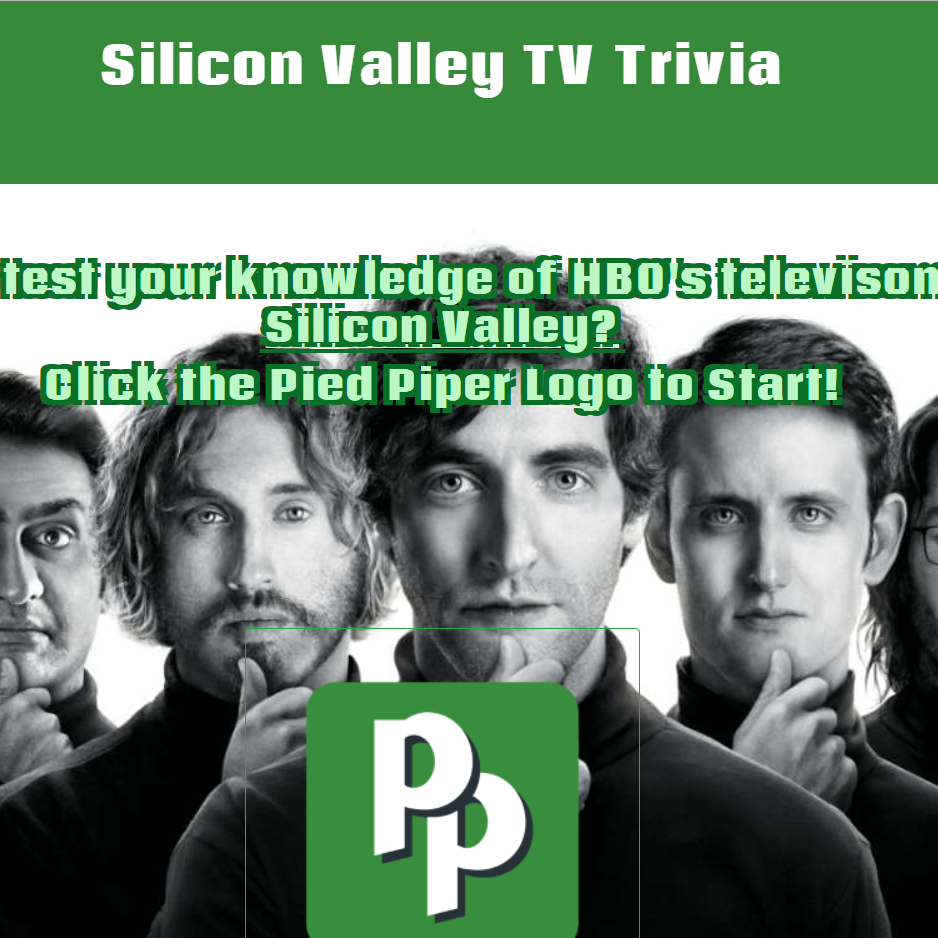 Silicon Valley TV Trivia
test your knowledge of HBO's televison
Silicon Valley?
Click the Pied Piper Logo to Start!
pp